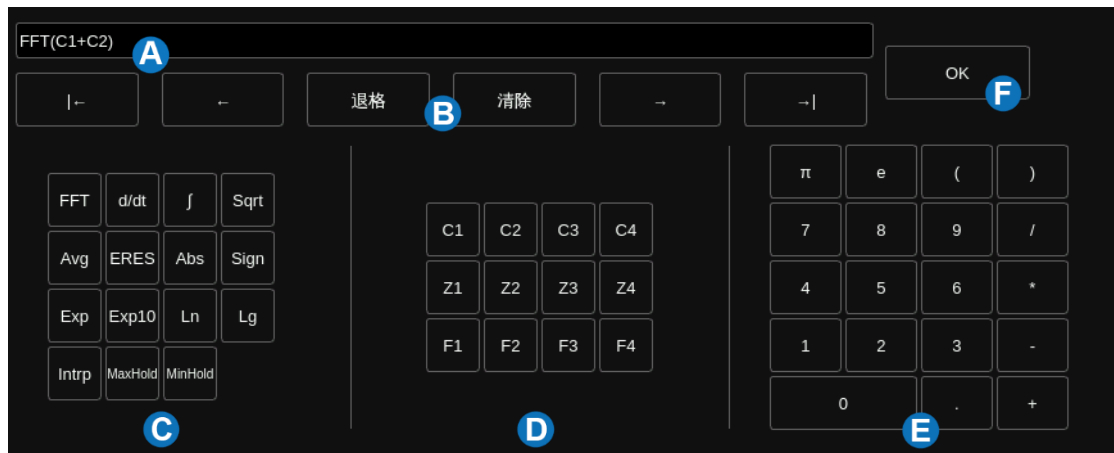 FFT(C1+C2)
A
OK
F
|← ← 退格 B 清除 → →|
π e ( )
FFT d/dt ∫ Sqrt
C1 C2 C3 C4
7 8 9 /
Avg ERES Abs Sign
Z1 Z2 Z3 Z4
4 5 6 *
Exp Exp10 Ln Lg
F1 F2 F3 F4
1 2 3 -
Intrp MaxHold MinHold
0 . +
C D E